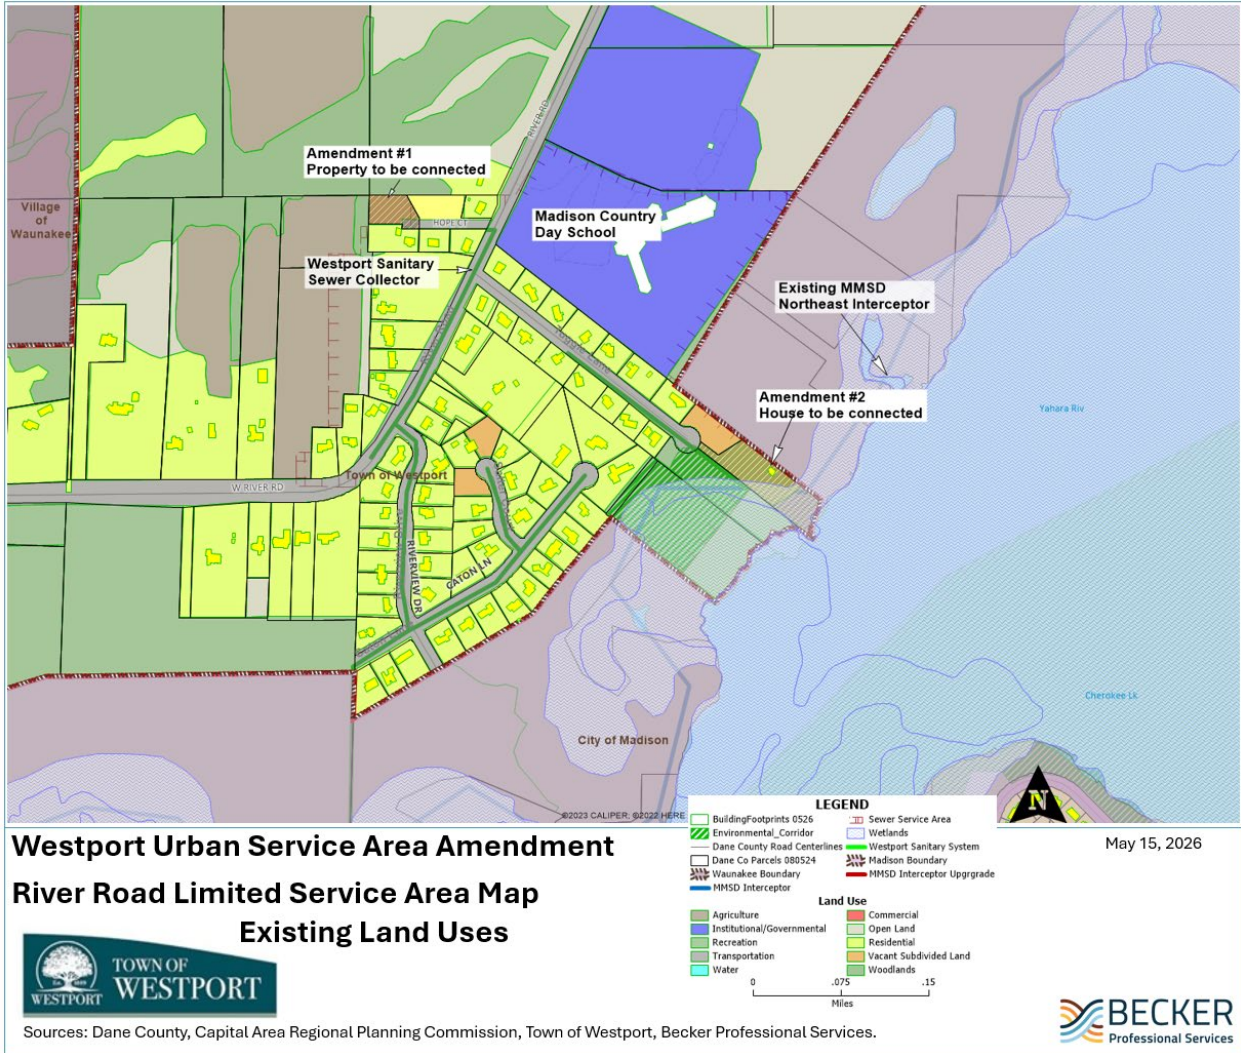 RIVER RD
Amendment #1
Property to be connected
Village
of
Waunakee
HOPE CT
Madison Country
Day School
Westport Sanitary
Sewer Collector
Existing MMSD
Northeast Interceptor
Amendment #2
House to be connected
Yahara Riv
Town of Westport
W RIVER RD
RIVERVIEW DR
CATON LN
Cherokee Lk
City of Madison
©2023 CALIPER; ©2022 HERE
N
LEGEND
BuildingFootprints 0526
Environmental_Corridor
Dane County Road Centerlines
Dane Co Parcels 080524
Waunakee Boundary
MMSD Interceptor
Sewer Service Area
Wetlands
Westport Sanitary System
Madison Boundary
MMSD Interceptor Upgrgrade
Land Use
Agriculture
Institutional/Governmental
Recreation
Transportation
Water
Commercial
Open Land
Residential
Vacant Subdivided Land
Woodlands
0 .075 .15
Miles
May 15, 2026
Westport Urban Service Area Amendment
River Road Limited Service Area Map
Existing Land Uses
WESTPORT
TOWN OF
WESTPORT
BECKER
Professional Services
Sources: Dane County, Capital Area Regional Planning Commission, Town of Westport, Becker Professional Services.